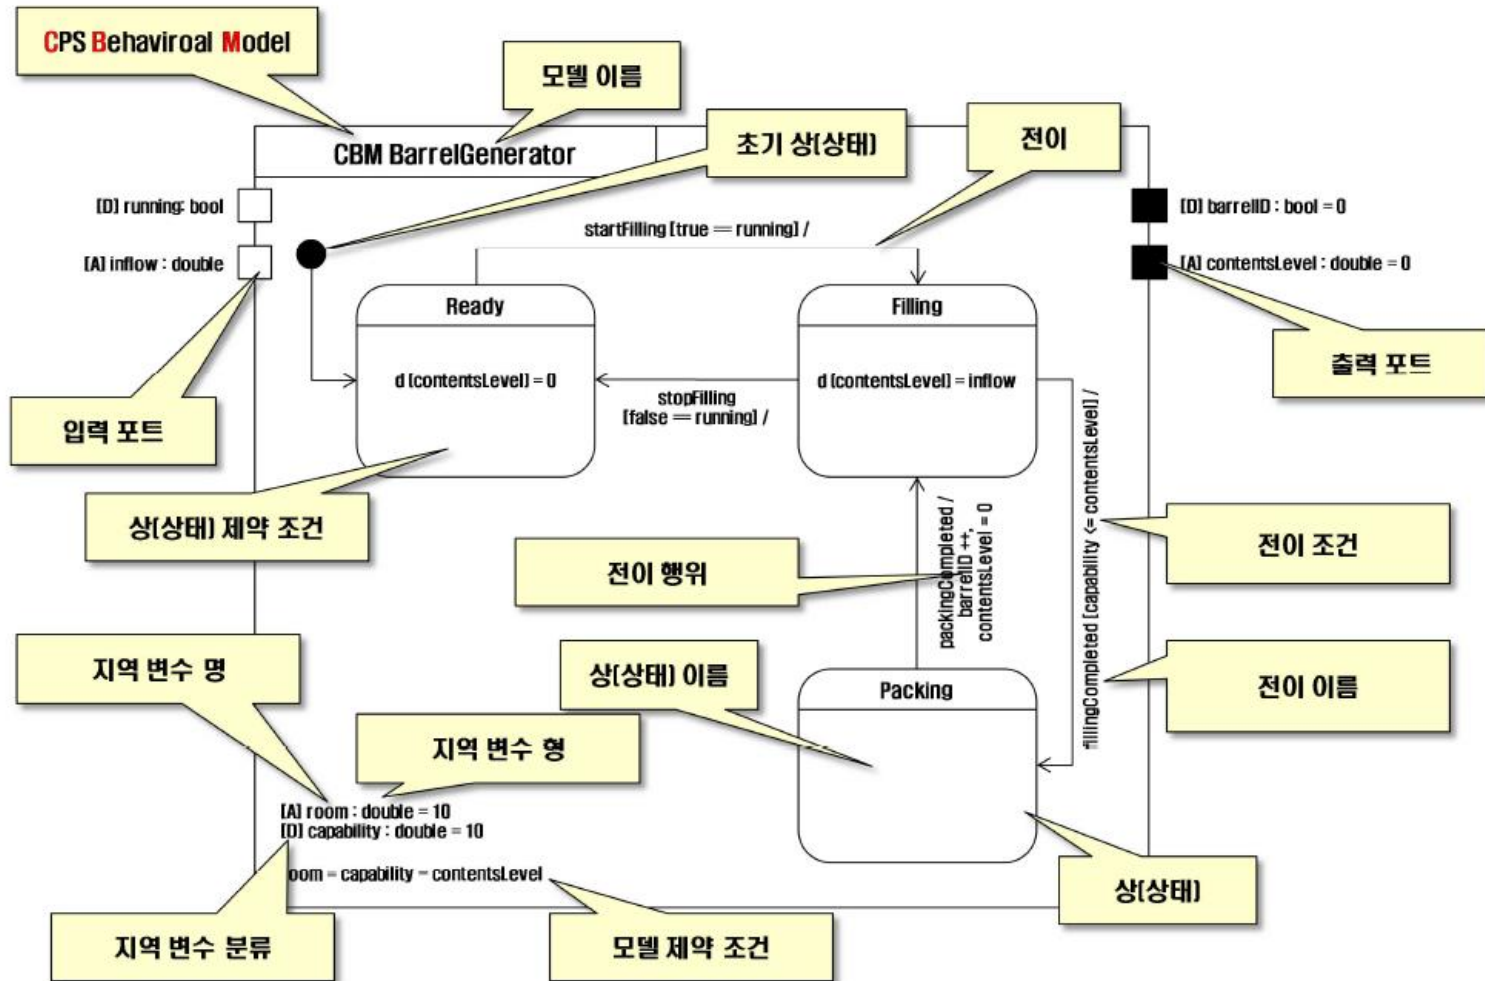 CPS Behaviroal Model
모델 이름
CBM BarrelGenerator
초기 상(상태)
전이
[D] running: bool
[A] inflow : double
startFilling [true == running] /
[D] barrelID : bool = 0
[A] contentsLevel : double = 0
Ready
d (contentsLevel) = 0
Filling
d (contentsLevel) = inflow
출력 포트
입력 포트
stopFilling
[false == running] /
상(상태) 제약 조건
fillingCompleted [capability <= contentsLevel] /
전이 조건
전이 행위
packingCompleted /
barrelID ++,
contentsLevel = 0
지역 변수 명
상(상태) 이름
전이 이름
Packing
지역 변수 형
[A] room : double = 10
[D] capability : double = 10
oom = capability - contentsLevel
상(상태)
지역 변수 분류
모델 제약 조건